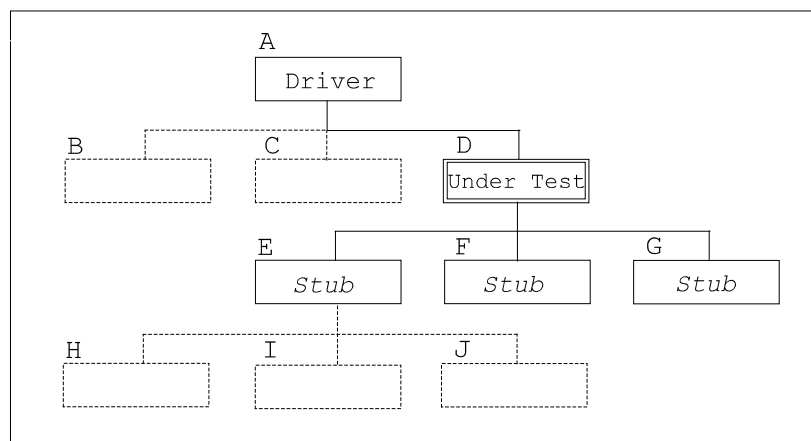 A
Driver
B C D
Under Test
E F G
Stub Stub Stub
H I J